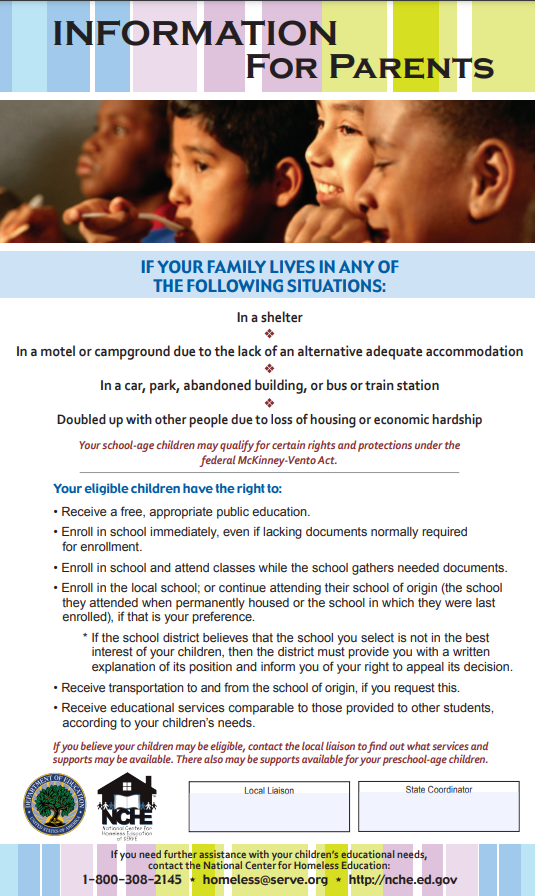 INFORMATION
FOR PARENTS
IF YOUR FAMILY LIVES IN ANY OF
THE FOLLOWING SITUATIONS:
In a shelter
❖
In a motel or campground due to the lack of an alternative adequate accommodation
❖
In a car, park, abandoned building, or bus or train station
❖
Doubled up with other people due to loss of housing or economic hardship
Your school-age children may qualify for certain rights and protections under the
federal McKinney-Vento Act.
Your eligible children have the right to:
• Receive a free, appropriate public education.
• Enroll in school immediately, even if lacking documents normally required
for enrollment.
• Enroll in school and attend classes while the school gathers needed documents.
• Enroll in the local school; or continue attending their school of origin (the school
they attended when permanently housed or the school in which they were last
enrolled), if that is your preference.
* If the school district believes that the school you select is not in the best
interest of your children, then the district must provide you with a written
explanation of its position and inform you of your right to appeal its decision.
• Receive transportation to and from the school of origin, if you request this.
• Receive educational services comparable to those provided to other students,
according to your children's needs.
If you believe your children may be eligible, contact the local liaison to find out what services and
supports may be available. There also may be supports available for your preschool-age children.
DEPARTMENT OF EDUCATION
UNITED STATES OF AMERICA
NCHE
National Center for
Homeless Education
at SERVE
Local Liaison
State Coordinator
If you need further assistance with your children's educational needs,
contact the National Center for Homeless Education:
1-800-308-2145 * homeless@serve.org * http://nche.ed.gov